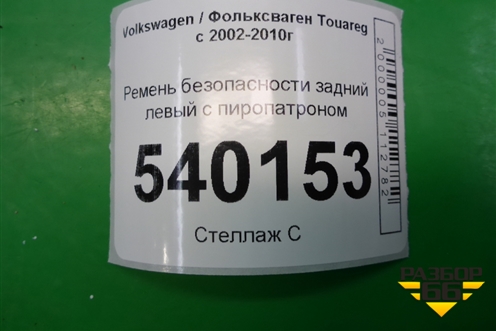 Volkswagen / Фольксваген Touareg
с 2002-2010г
Ремень безопасности задний
левый с пиропатроном
540153
Стеллаж С
2000005112782
РАЗБОР
66